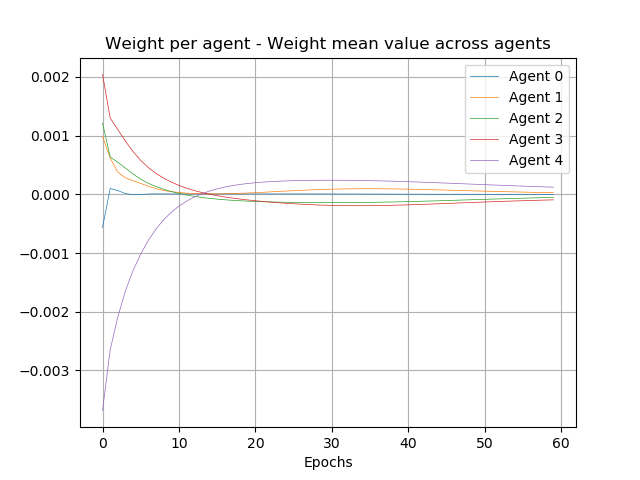 Weight per agent - Weight mean value across agents
Agent 0
Agent 1
Agent 2
Agent 3
Agent 4
0.002
0.001
0.000
−0.001
−0.002
−0.003
0 10 20 30 40 50 60
Epochs